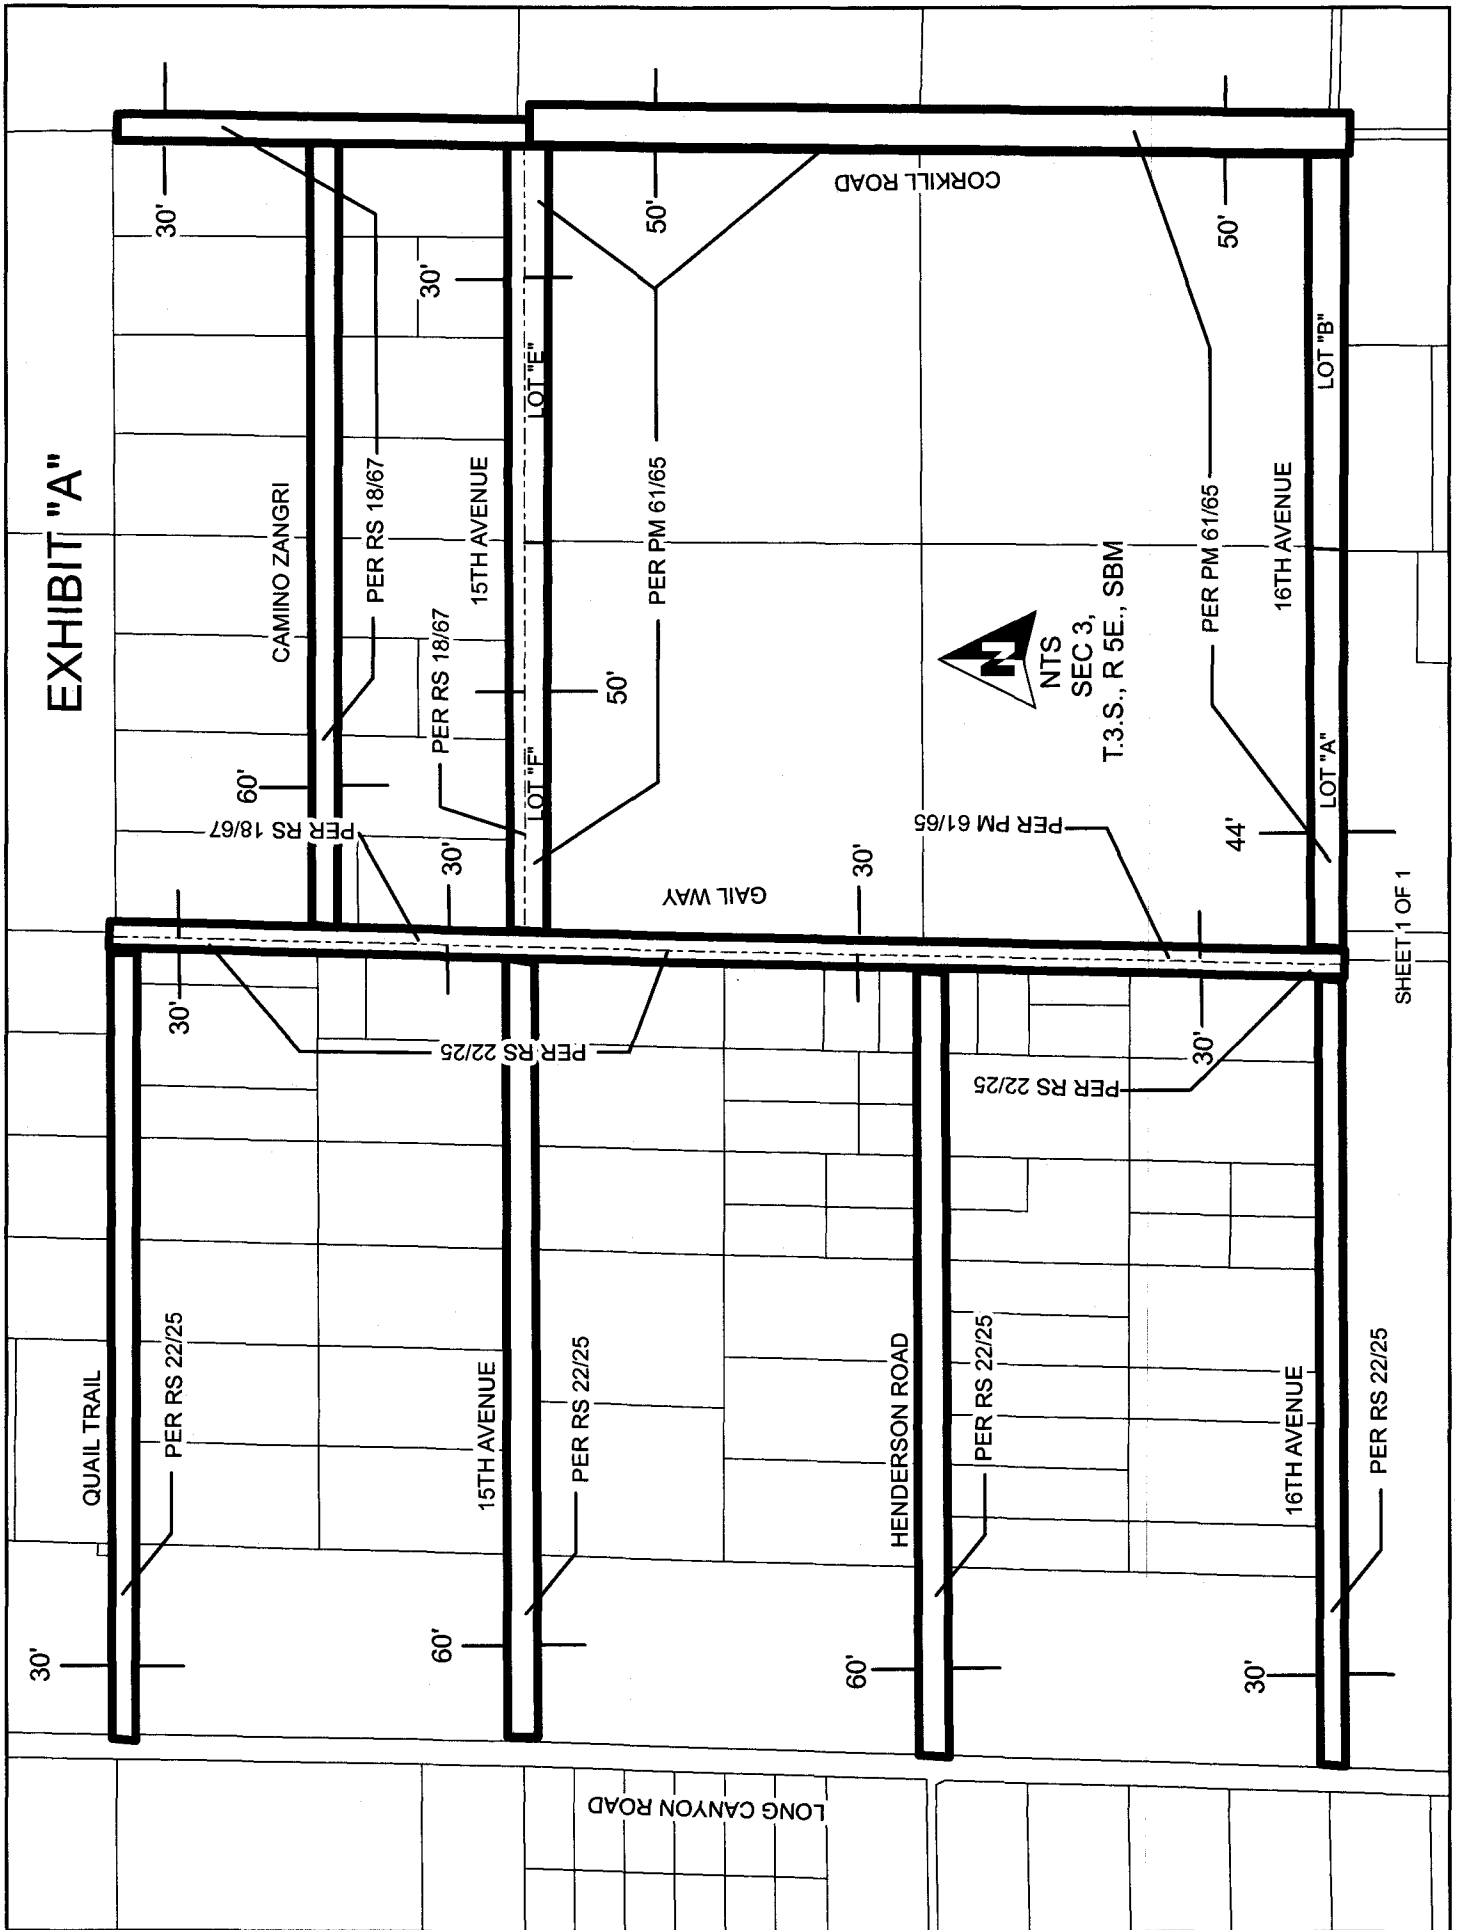 EXHIBIT "A"
QUAIL TRAIL
PER RS 22/25
30'
15TH AVENUE
PER RS 22/25
60'
HENDERSON ROAD
PER RS 22/25
60'
16TH AVENUE
PER RS 22/25
30'
LONG CANYON ROAD
30'
PER RS 22/25
30'
PER RS 18/67
GAIL WAY
30'
PER PM 61/65
30'
PER RS 22/25
CAMINO ZANGRI
60'
PER RS 18/67
PER RS 18/67
15TH AVENUE
30'
LOT "F"
LOT "E"
50'
PER PM 61/65
30'
50'
CORKILL ROAD
50'
N
NTS
SEC 3,
T.3.S., R 5E., SBM
PER PM 61/65
16TH AVENUE
44'
LOT "A"
LOT "B"
SHEET 1 OF 1